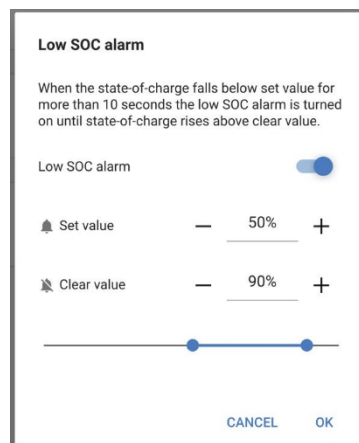 Low SOC alarm
When the state-of-charge falls below set value for
more than 10 seconds the low SOC alarm is turned
on until state-of-charge rises above clear value.
Low SOC alarm
Set value — 50% +
Clear value — 90% +
CANCEL OK